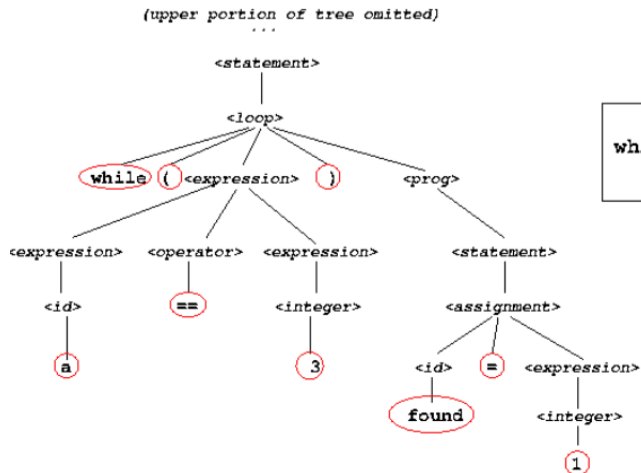 (upper portion of tree omitted)
...
<statement>
<loop>
while ( <expression> ) <prog>
<expression> <operator> <expression> <statement>
<id> == <integer> <assignment>
a 3 <id> = <expression>
found <integer>
1